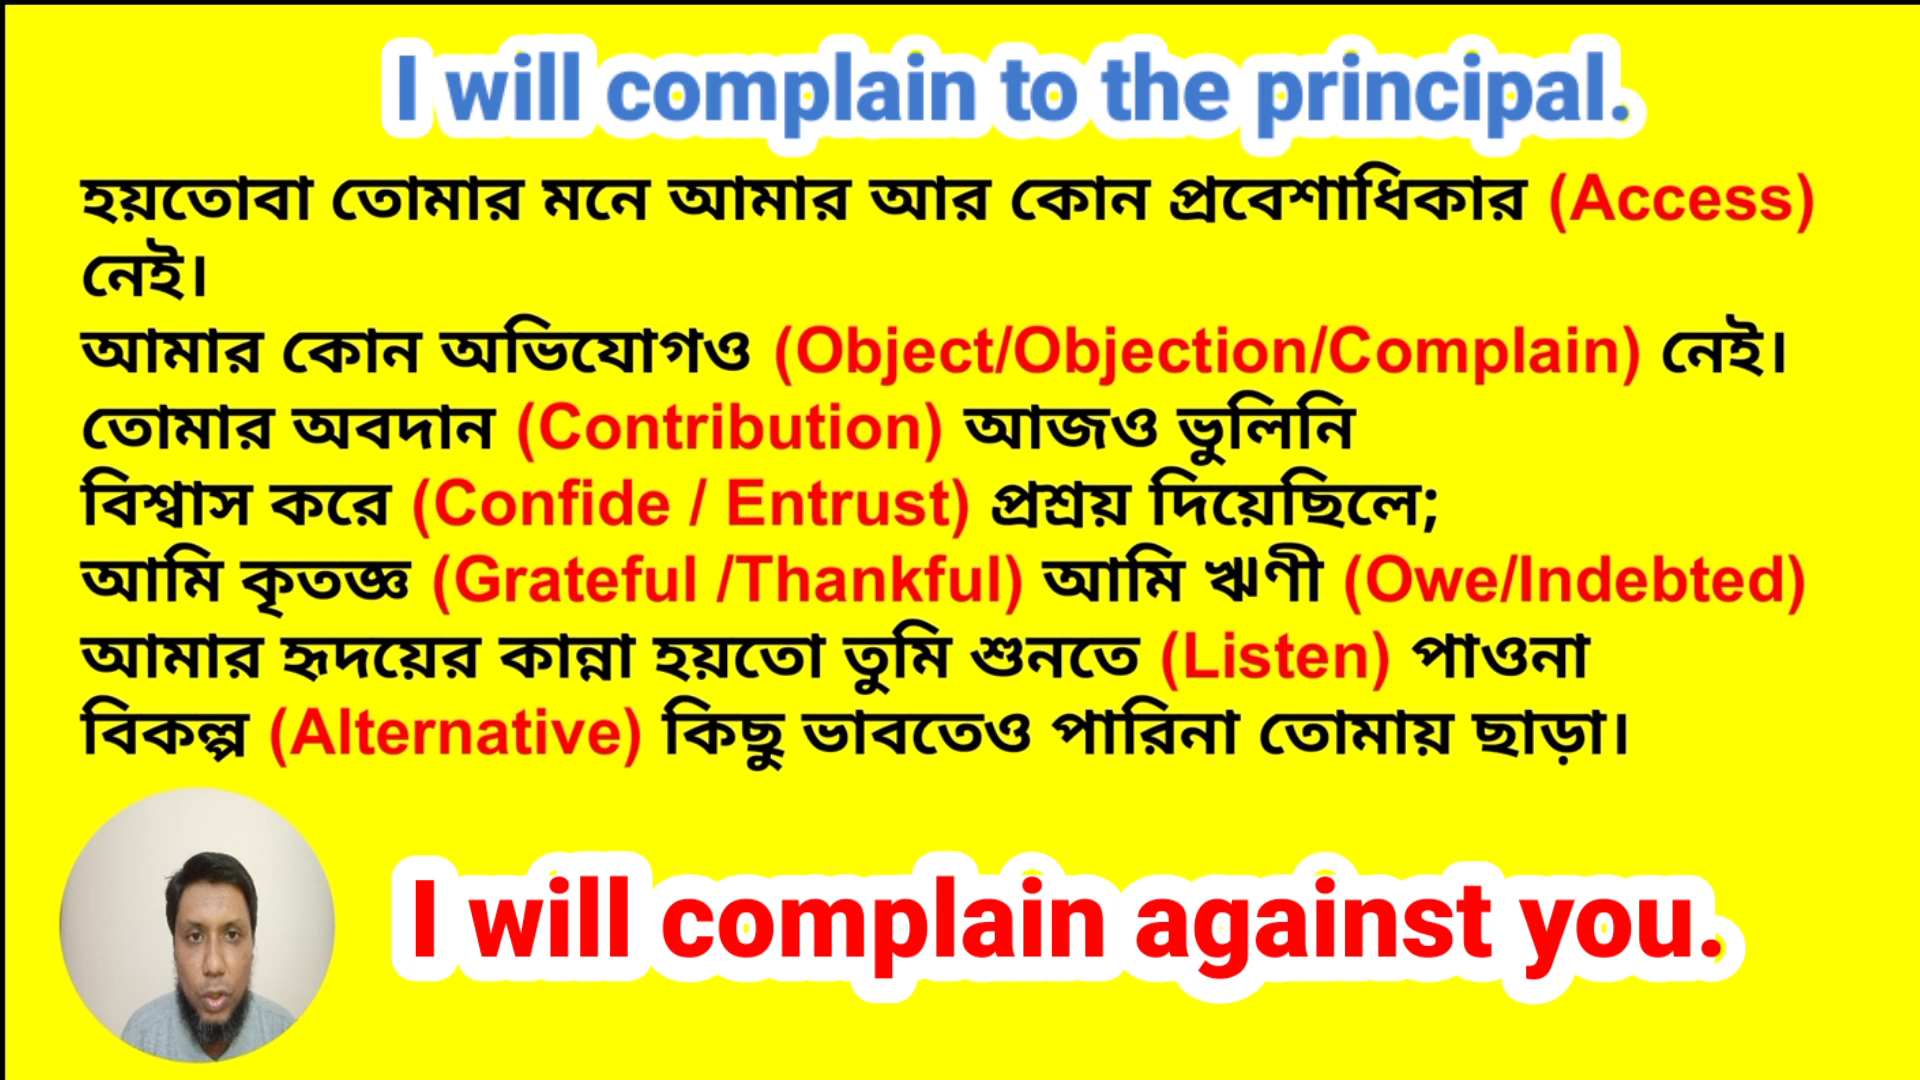 I will complain to the principal.
হয়তোবা তোমার মনে আমার আর কোন প্রবেশাধিকার (Access)
নেই।
আমার কোন অভিযোগও (Object/Objection/Complain) নেই।
তোমার অবদান (Contribution) আজও ভুলিনি
বিশ্বাস করে (Confide / Entrust) প্রশ্রয় দিয়েছিলে;
আমি কৃতজ্ঞ (Grateful /Thankful) আমি ঋণী (Owe/Indebted)
আমার হৃদয়ের কান্না হয়তো তুমি শুনতে (Listen) পাওনা
বিকল্প (Alternative) কিছু ভাবতেও পারিনা তোমায় ছাড়া।
I will complain against you.